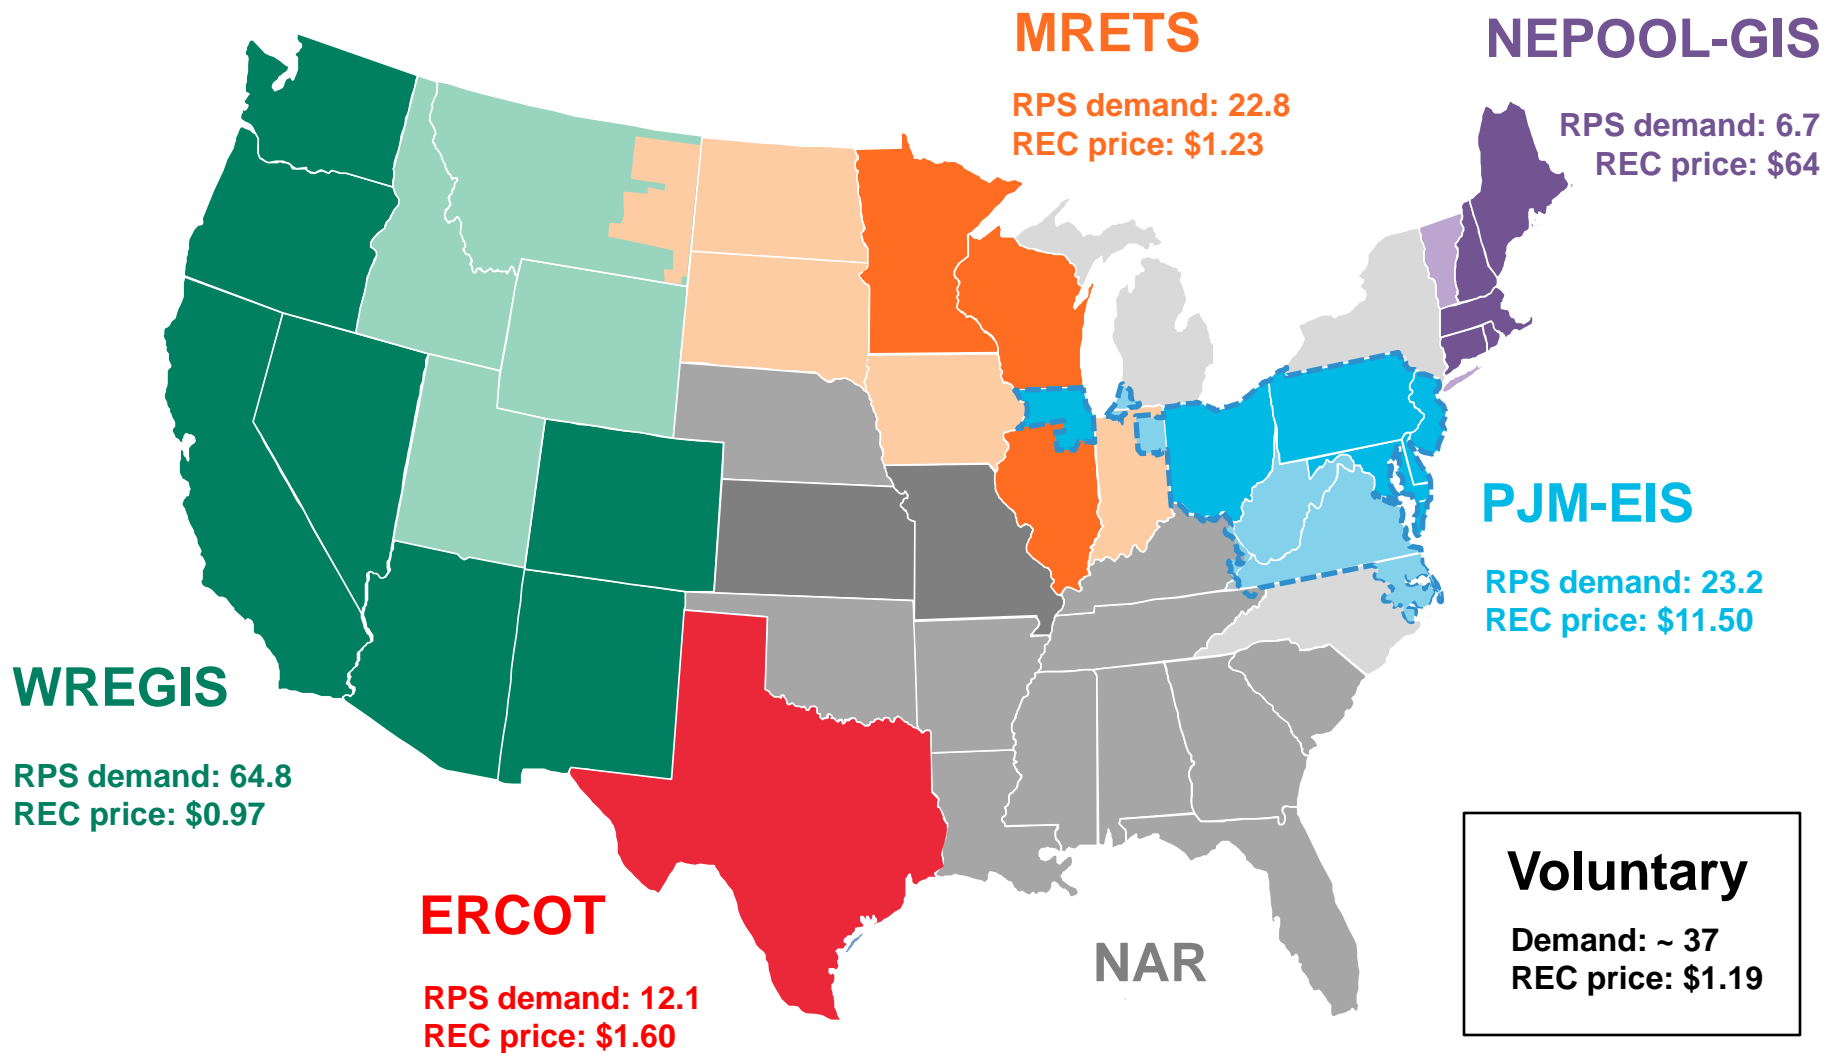 MRETS
RPS demand: 22.8
REC price: $1.23
NEPOOL-GIS
RPS demand: 6.7
REC price: $64
PJM-EIS
RPS demand: 23.2
REC price: $11.50
WREGIS
RPS demand: 64.8
REC price: $0.97
ERCOT
RPS demand: 12.1
REC price: $1.60
NAR
Voluntary
Demand: ~ 37
REC price: $1.19